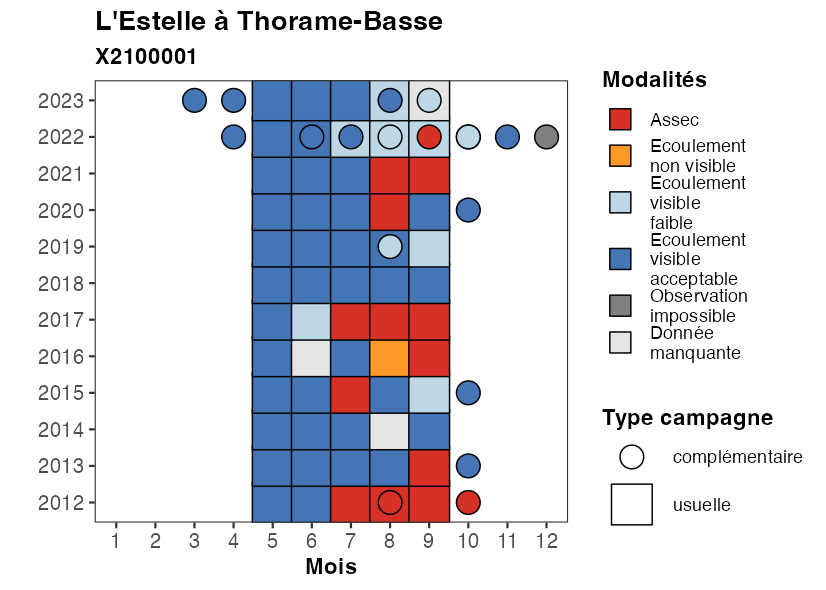 L'Estelle à Thorame-Basse
X2100001
2023
2022
2021
2020
2019
2018
2017
2016
2015
2014
2013
2012
1 2 3 4 5 6 7 8 9 10 11 12
Mois
Modalités
Assec
Ecoulement
non visible
Ecoulement
visible
faible
Ecoulement
visible
acceptable
Observation
impossible
Donnée
manquante
Type campagne
complémentaire
usuelle